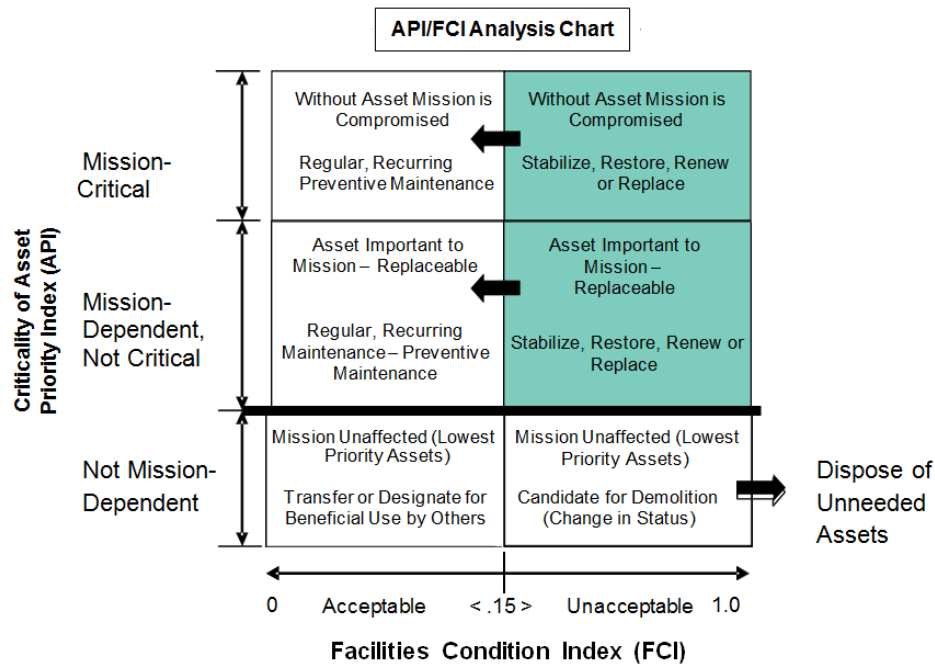 API/FCI Analysis Chart
Criticality of Asset
Priority Index (API)
Mission-
Critical
Without Asset Mission is
Compromised
Regular, Recurring
Preventive Maintenance
Without Asset Mission is
Compromised
Stabilize, Restore, Renew
or Replace
Mission-
Dependent,
Not Critical
Asset Important to
Mission – Replaceable
Regular, Recurring
Maintenance – Preventive
Maintenance
Asset Important to
Mission –
Replaceable
Stabilize, Restore, Renew or
Replace
Not Mission-
Dependent
Mission Unaffected (Lowest
Priority Assets)
Transfer or Designate for
Beneficial Use by Others
Mission Unaffected (Lowest
Priority Assets)
Candidate for Demolition
(Change in Status)
Dispose of
Unneeded
Assets
0 Acceptable < .15 > Unacceptable 1.0
Facilities Condition Index (FCI)